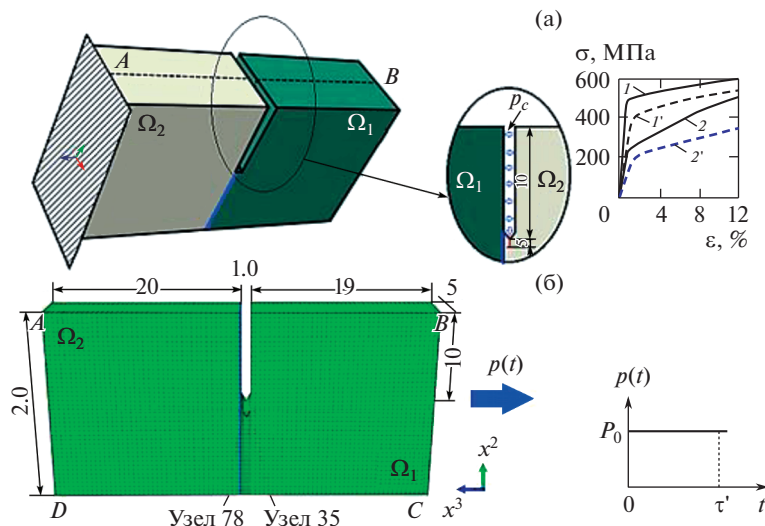 (а)
A
B
Ω₂
Ω₁
pc
Ω₁
Ω₂
10
5
σ, МПа
600
400
200
0
4
8
12
ε, %
1
1'
2
2'
(б)
1.0
20
19
5
A
B
Ω₂
10
2.0
Ω₁
D
C
Узел 78
Узел 35
p(t)
x²
x³
p(t)
P₀
0
τ'
t